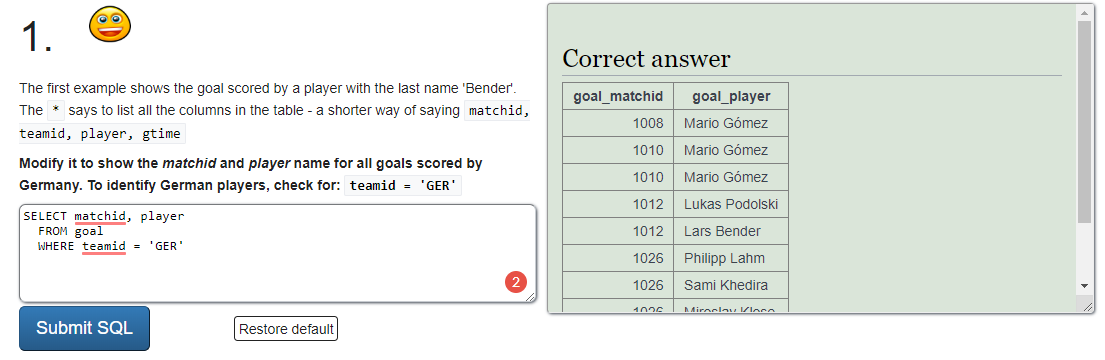 1.
The first example shows the goal scored by a player with the last name 'Bender'.
The * says to list all the columns in the table - a shorter way of saying matchid,
teamid, player, gtime
Modify it to show the matchid and player name for all goals scored by
Germany. To identify German players, check for: teamid = 'GER'
SELECT matchid, player
FROM goal
WHERE teamid = 'GER'
2
Submit SQL
Restore default
Correct answer
goal_matchid goal_player
1008 Mario Gómez
1010 Mario Gómez
1010 Mario Gómez
1012 Lukas Podolski
1012 Lars Bender
1026 Philipp Lahm
1026 Sami Khedira
1026 Miroslav Klose